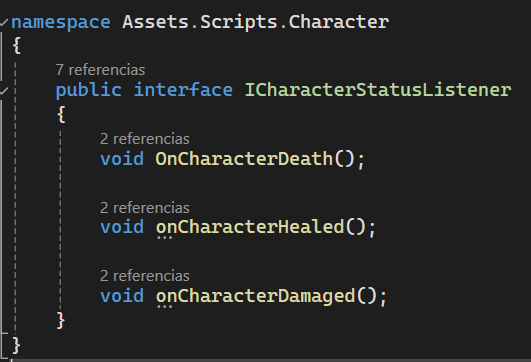 namespace Assets.Scripts.Character
{
7 referencias
public interface ICharacterStatusListener
{
2 referencias
void OnCharacterDeath();
2 referencias
void onCharacterHealed();
2 referencias
void onCharacterDamaged();
}
}